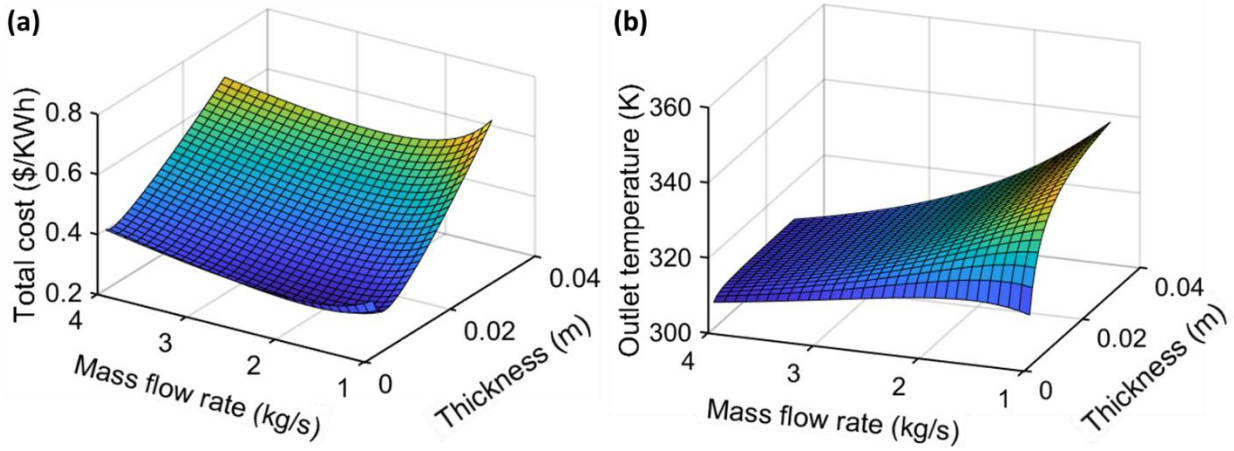 (a)
Total cost ($/KWh)
0.8
0.6
0.4
0.2
4
3
2
1
Mass flow rate (kg/s)
0
0.02
0.04
Thickness (m)
(b)
Outlet temperature (K)
360
340
320
300
4
3
2
1
Mass flow rate (kg/s)
0
0.02
0.04
Thickness (m)